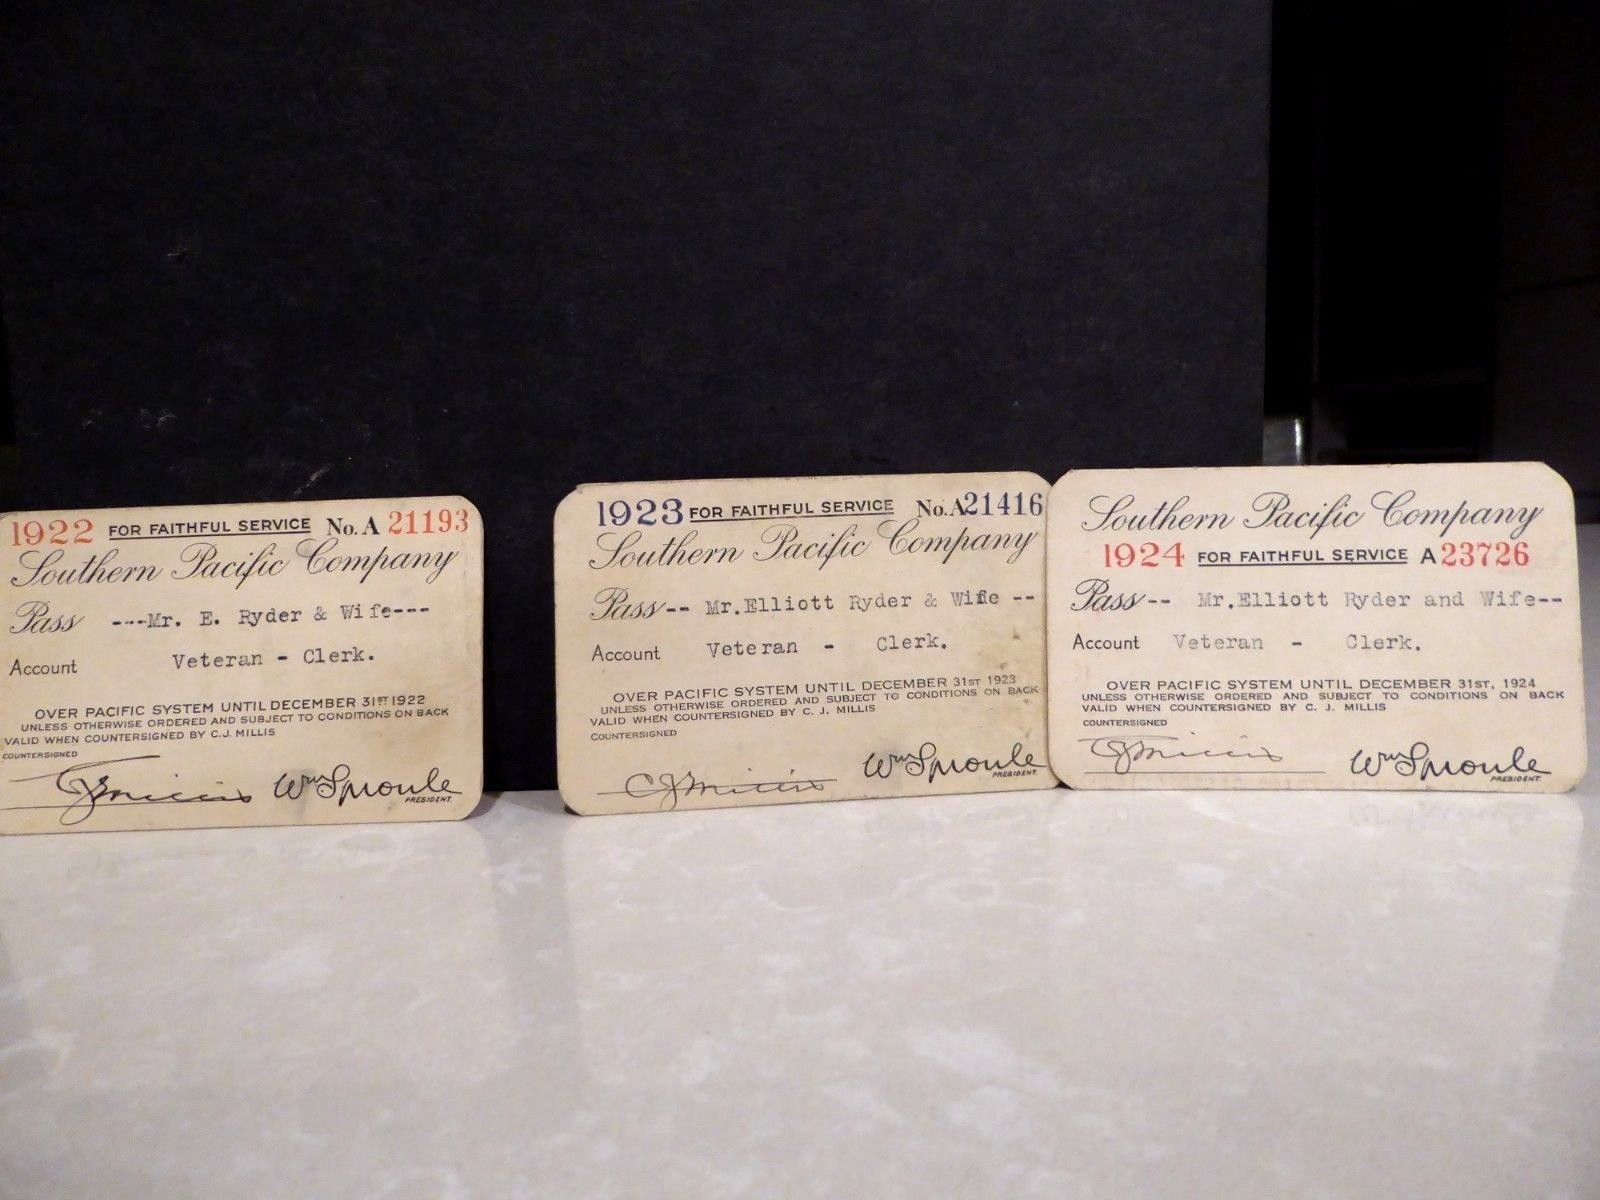 1922 FOR FAITHFUL SERVICE No. A 21193
Southern Pacific Company
Pass ---Mr. E. Ryder & Wife---
Account Veteran - Clerk.
OVER PACIFIC SYSTEM UNTIL DECEMBER 31ST 1922
UNLESS OTHERWISE ORDERED AND SUBJECT TO CONDITIONS ON BACK
VALID WHEN COUNTERSIGNED BY C.J. MILLIS
COUNTERSIGNED
CJMillis Wm Sproule
PRESIDENT.
1923 FOR FAITHFUL SERVICE No. A21416
Southern Pacific Company
Pass-- Mr.Elliott Ryder & Wife --
Account Veteran - Clerk.
OVER PACIFIC SYSTEM UNTIL DECEMBER 31ST 1923
UNLESS OTHERWISE ORDERED AND SUBJECT TO CONDITIONS ON BACK
VALID WHEN COUNTERSIGNED BY C. J. MILLIS
COUNTERSIGNED
CJMillis Wm Sproule
PRESIDENT.
Southern Pacific Company
1924 FOR FAITHFUL SERVICE A 23726
Pass-- Mr.Elliott Ryder and Wife--
Account Veteran - Clerk.
OVER PACIFIC SYSTEM UNTIL DECEMBER 31ST, 1924
UNLESS OTHERWISE ORDERED AND SUBJECT TO CONDITIONS ON BACK
VALID WHEN COUNTERSIGNED BY C. J. MILLIS
COUNTERSIGNED
CJMillis Wm Sproule
PRESIDENT.